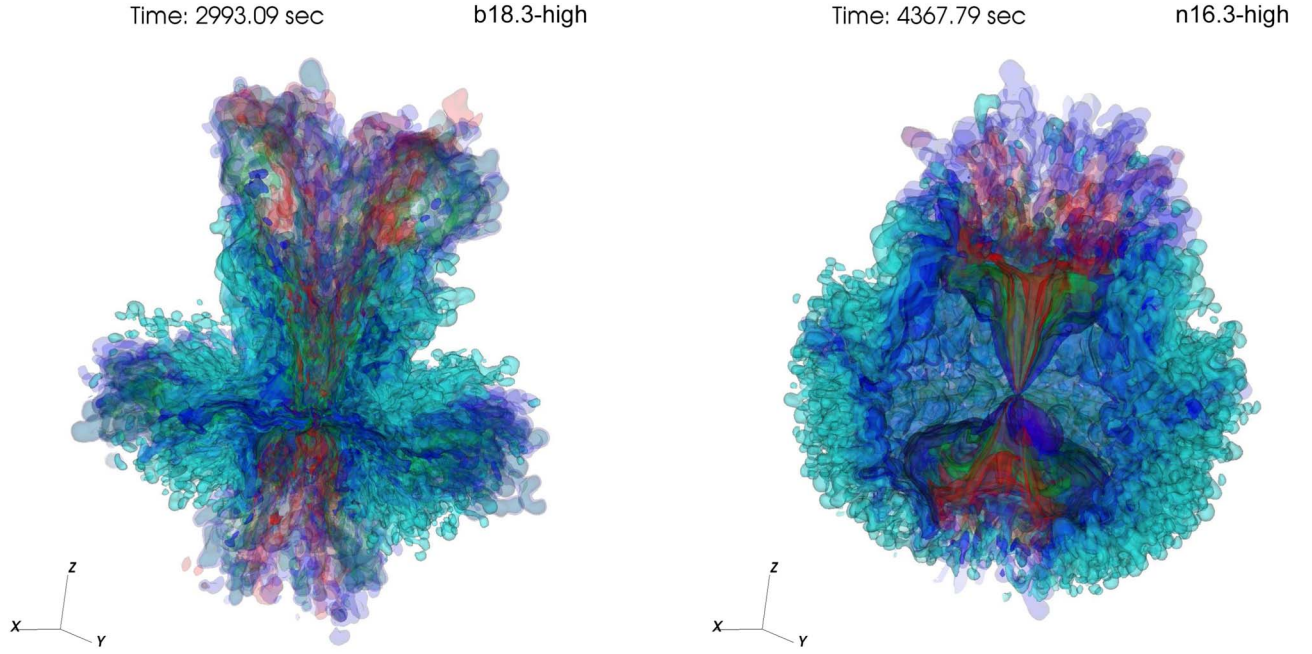 Time: 2993.09 sec
b18.3-high
Time: 4367.79 sec
n16.3-high
Z
X
Y
Z
X
Y